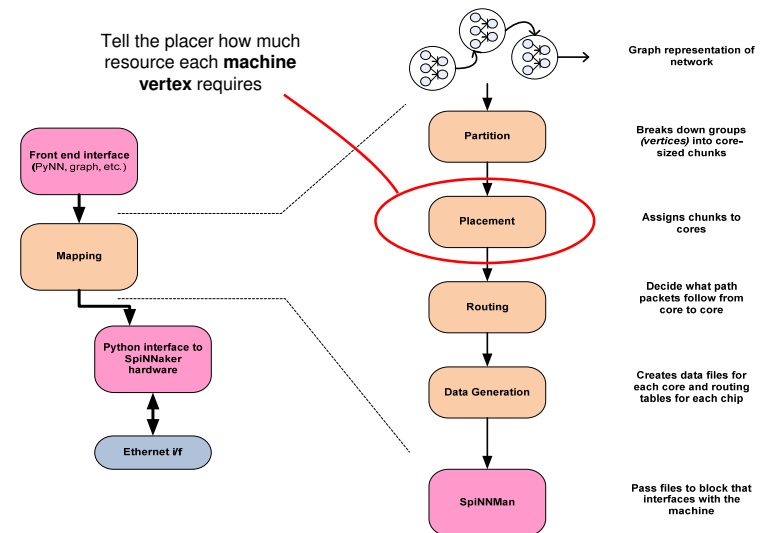 Tell the placer how much
resource each machine
vertex requires
Graph representation of
network
Partition
Breaks down groups
(vertices) into core-
sized chunks
Front end interface
(PyNN, graph, etc.)
Placement
Assigns chunks to
cores
Mapping
Routing
Decide what path
packets follow from
core to core
Python interface to
SpiNNaker
hardware
Data Generation
Creates data files for
each core and routing
tables for each chip
Ethernet i/f
SpiNNMan
Pass files to block that
interfaces with the
machine